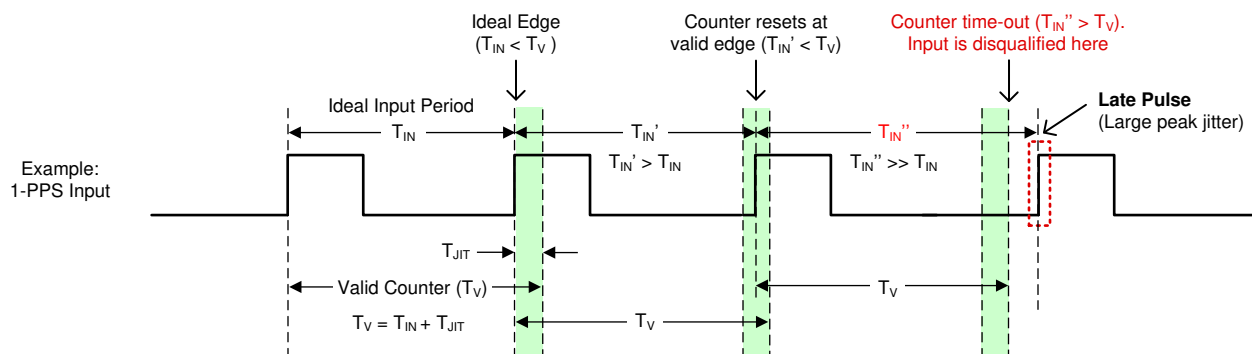 Ideal Edge
(T_IN < T_V )
Counter resets at
valid edge (T_IN' < T_V)
Counter time-out (T_IN'' > T_V).
Input is disqualified here
Ideal Input Period
T_IN
T_IN'
T_IN''
Late Pulse
(Large peak jitter)
Example:
1-PPS Input
T_IN' > T_IN
T_IN'' >> T_IN
T_JIT
Valid Counter (T_V)
T_V
T_V = T_IN + T_JIT
T_V